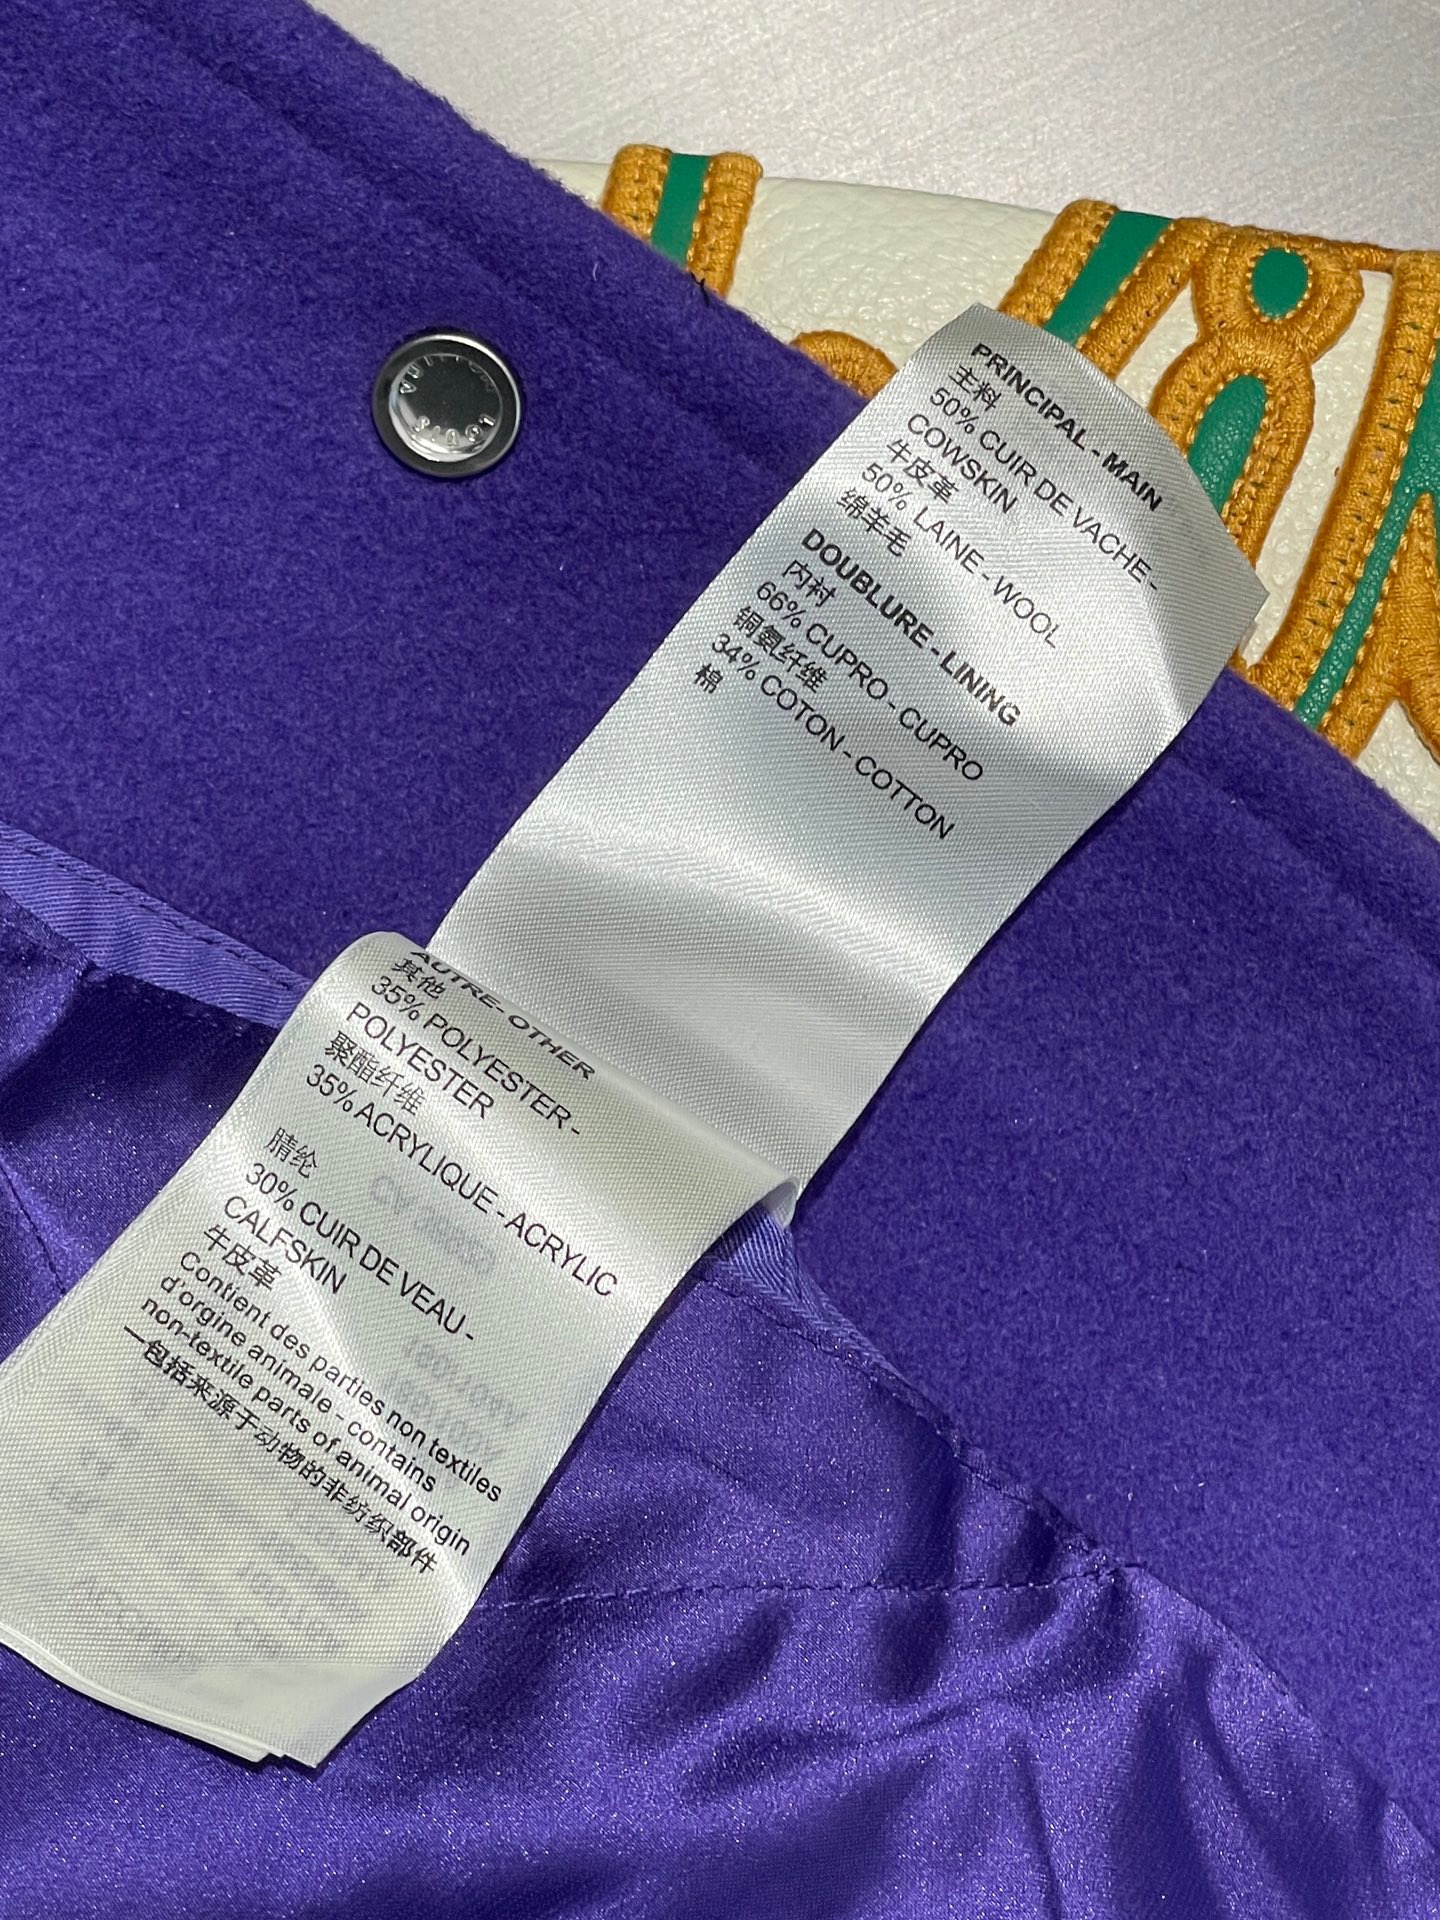 LOUIS VUITTON
PRINCIPAL - MAIN
主料
50% CUIR DE VACHE -
COWSKIN
牛皮革
50% LAINE - WOOL
绵羊毛
DOUBLURE - LINING
内衬
66% CUPRO - CUPRO
铜氨纤维
34% COTON - COTTON
棉
AUTRE - OTHER
其他
35% POLYESTER -
POLYESTER
聚酯纤维
35% ACRYLIQUE - ACRYLIC
腈纶
30% CUIR DE VEAU -
CALFSKIN
牛皮革
Contient des parties non textiles
d'orgine animale - contains
non-textile parts of animal origin
一包括来源于动物的非纺织部件